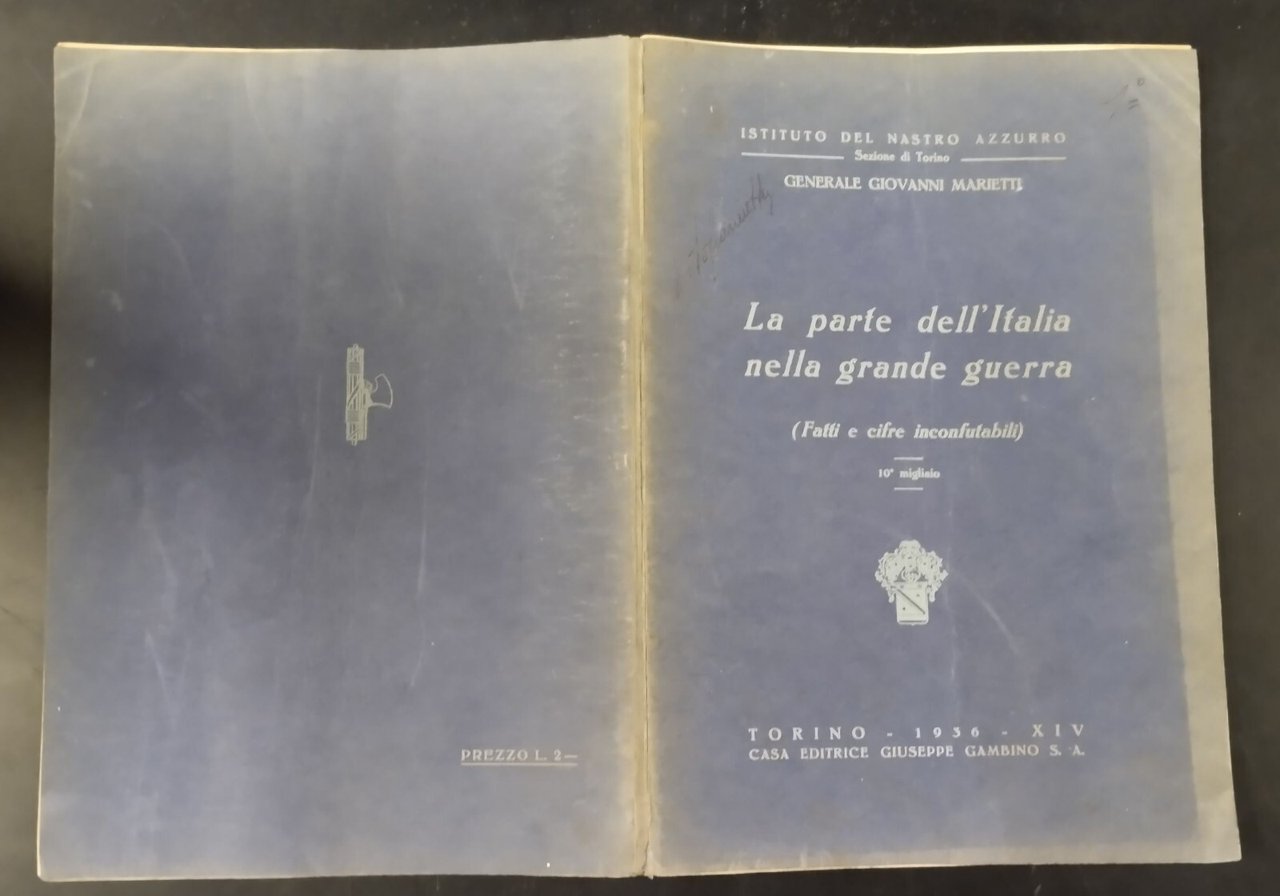 PREZZO L. 2—
ISTITUTO DEL NASTRO AZZURRO
Sezione di Torino
GENERALE GIOVANNI MARIETTI
La parte dell'Italia
nella grande guerra
(Fatti e cifre inconfutabili)
10° migliaio
TORINO - 1936 - XIV
CASA EDITRICE GIUSEPPE GAMBINO S. A.